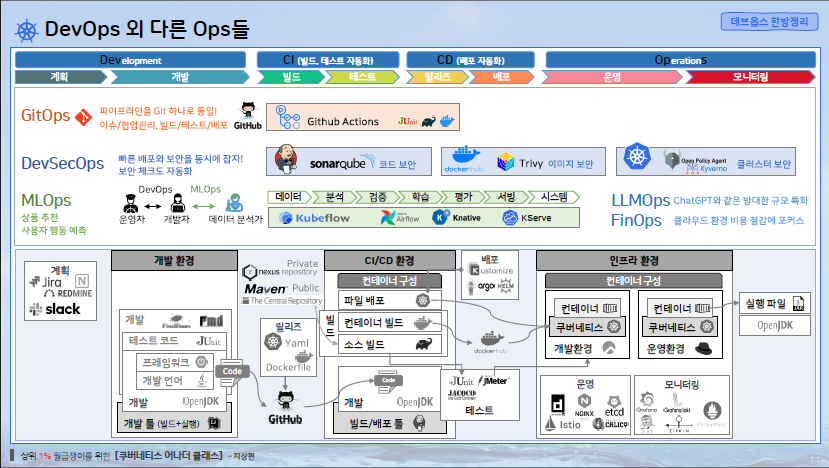 DevOps 외 다른 Ops들
데브옵스 한방정리
Development
CI (빌드, 테스트 자동화)
CD (배포 자동화)
Operations
계획
개발
빌드
테스트
릴리즈
배포
운영
모니터링
GitOps
파이프라인을 Git 하나로 통일!
이슈/협업관리, 빌드/테스트/배포
GitHub
Github Actions
JUnit
DevSecOps
빠른 배포와 보안을 동시에 잡자!
보안 체크도 자동화
sonarqube 코드 보안
dockerhub
Trivy 이미지 보안
Open Policy Agent
Kyverno
클러스터 보안
MLOps
상품 추천
사용자 행동 예측
DevOps
MLOps
운영자
개발자
데이터 분석가
데이터
분석
검증
학습
평가
서빙
시스템
Kubeflow
Airflow
Knative
KServe
LLMOps ChatGPT와 같은 방대한 규모 특화
FinOps 클라우드 환경 비용 절감에 포커스
계획
Jira
REDMINE
slack
개발 환경
개발
FindBugs
Pmd
테스트 코드
JUnit
프레임워크
개발 언어
개발
OpenJDK
개발 툴 (빌드+실행)
Code
Private
nexus repository
Maven
Public
The Central Repository
릴리즈
Yaml
Dockerfile
GitHub
CI/CD 환경
컨테이너 구성
파일 배포
빌드
컨테이너 빌드
소스 빌드
Code
개발
OpenJDK
빌드/배포 툴
배포
Kustomize
argo
HELM
dockerhub
JUnit
JMeter
JACOCO
테스트
인프라 환경
컨테이너 구성
컨테이너
쿠버네티스
개발환경
컨테이너
쿠버네티스
운영환경
실행 파일
OpenJDK
운영
NGINX
etcd
Istio
CALICO
모니터링
Grafana
Grafana loki
Prometheus
ZIPKIN
상위 1% 월급쟁이를 위한 [쿠버네티스 어나더 클래스] - 지상편